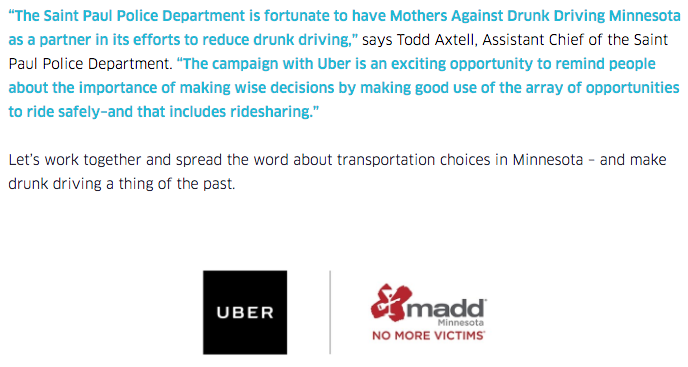 “The Saint Paul Police Department is fortunate to have Mothers Against Drunk Driving Minnesota
as a partner in its efforts to reduce drunk driving,” says Todd Axtell, Assistant Chief of the Saint
Paul Police Department. “The campaign with Uber is an exciting opportunity to remind people
about the importance of making wise decisions by making good use of the array of opportunities
to ride safely–and that includes ridesharing.”
Let’s work together and spread the word about transportation choices in Minnesota – and make
drunk driving a thing of the past.
UBER
madd
Minnesota
NO MORE VICTIMS